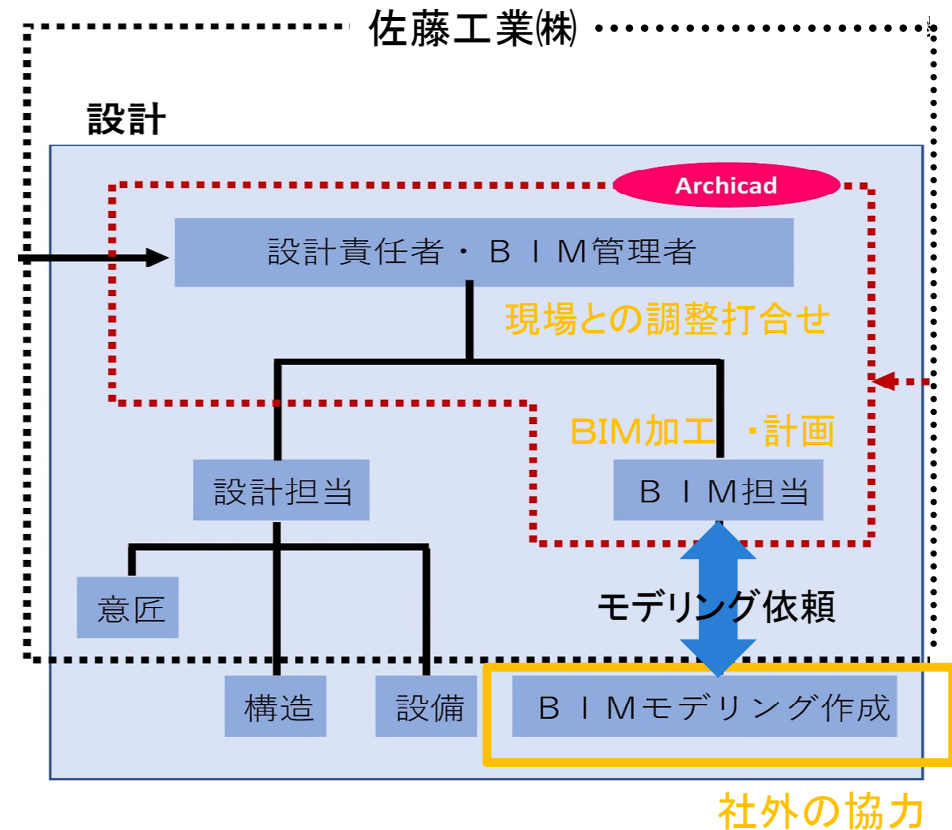 佐藤工業㈱
設計
Archicad
設計責任者・ＢＩＭ管理者
現場との調整打合せ
BIM加工　・計画
設計担当
ＢＩＭ担当
意匠
モデリング依頼
構造
設備
ＢＩＭモデリング作成
社外の協力